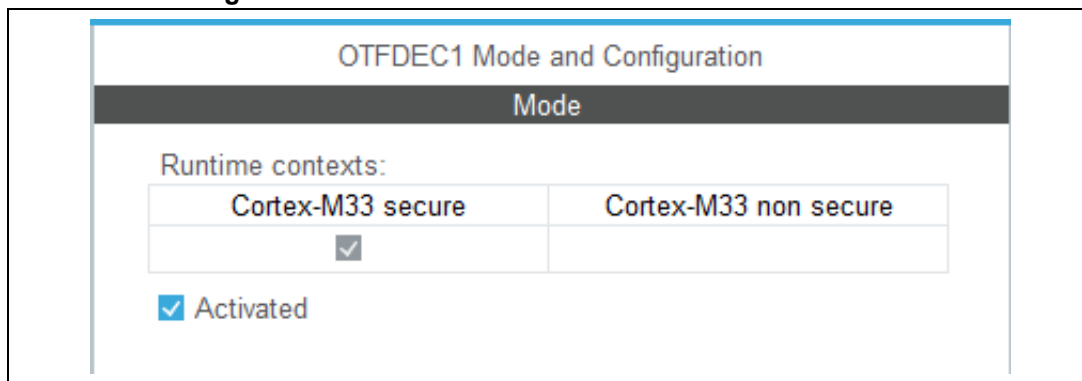 OTFDEC1 Mode and Configuration
Mode
Runtime contexts:
Cortex-M33 secure Cortex-M33 non secure
Activated